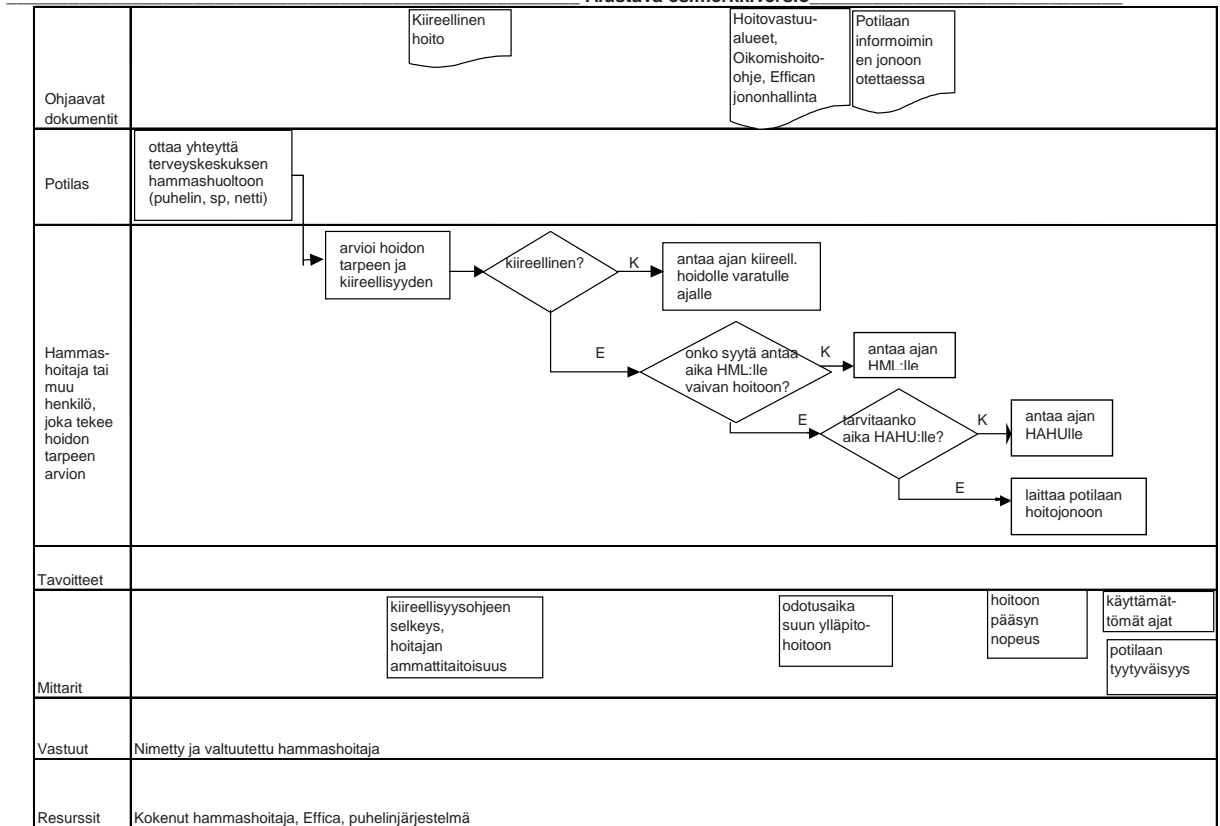 Alustava esimerkkiversio
Kiireellinen
hoito
Hoitovastuu-
alueet,
Oikomishoito-
ohje, Effican
jononhallinta
Potilaan
informoimin
en jonoon
otettaessa
Ohjaavat
dokumentit
Potilas
ottaa yhteyttä
terveyskeskuksen
hammashuoltoon
(puhelin, sp, netti)
Hammas-
hoitaja tai
muu
henkilö,
joka tekee
hoidon
tarpeen
arvion
arvioi hoidon
tarpeen ja
kiireellisyyden
kiireellinen?
K
antaa ajan kiireell.
hoidolle varatulle
ajalle
E
onko syytä antaa
aika HML:lle
vaivan hoitoon?
K
antaa ajan
HML:lle
E
tarvitaanko
aika HAHU:lle?
K
antaa ajan
HAHUlle
E
laittaa potilaan
hoitojonoon
Tavoitteet
Mittarit
kiireellisyysohjeen
selkeys,
hoitajan
ammattitaitoisuus
odotusaika
suun ylläpito-
hoitoon
hoitoon
pääsyn
nopeus
käyttämät-
tömät ajat
potilaan
tyytyväisyys
Vastuut
Nimetty ja valtuutettu hammashoitaja
Resurssit
Kokenut hammashoitaja, Effica, puhelinjärjestelmä